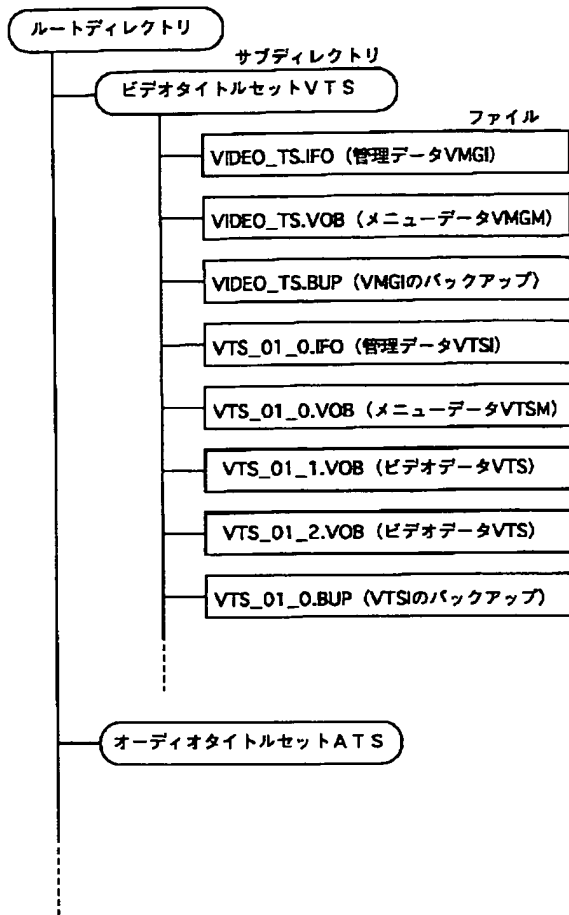 ルートディレクトリ
サブディレクトリ
ビデオタイトルセットVTS
ファイル
VIDEO_TS.IFO (管理データVMGI)
VIDEO_TS.VOB (メニューデータVMGM)
VIDEO_TS.BUP (VMGIのバックアップ)
VTS_01_0.IFO (管理データVTSI)
VTS_01_0.VOB (メニューデータVTSM)
VTS_01_1.VOB (ビデオデータVTS)
VTS_01_2.VOB (ビデオデータVTS)
VTS_01_0.BUP (VTSIのバックアップ)
オーディオタイトルセットATS